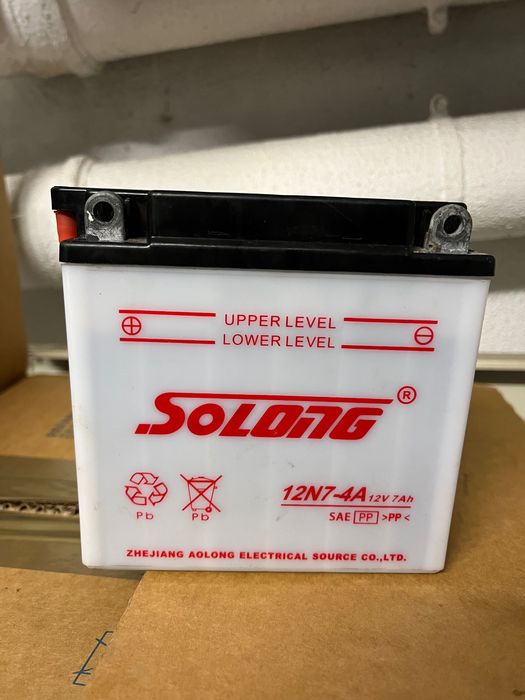 ⊕ UPPER LEVEL ⊖
LOWER LEVEL
SOLONG ®
12N7-4A 12V 7Ah
Pb Pb
SAE PP >PP<
ZHEJIANG AOLONG ELECTRICAL SOURCE CO.,LTD.